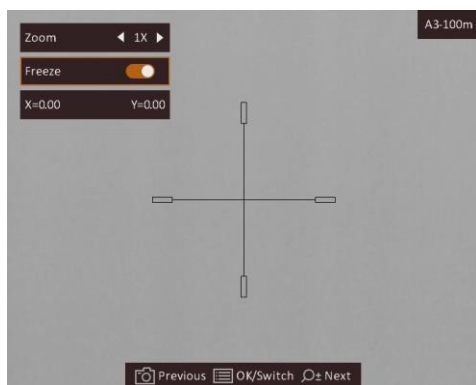 Zoom 1X
A3-100m
Freeze
X=0.00 Y=0.00
Previous OK/Switch Next